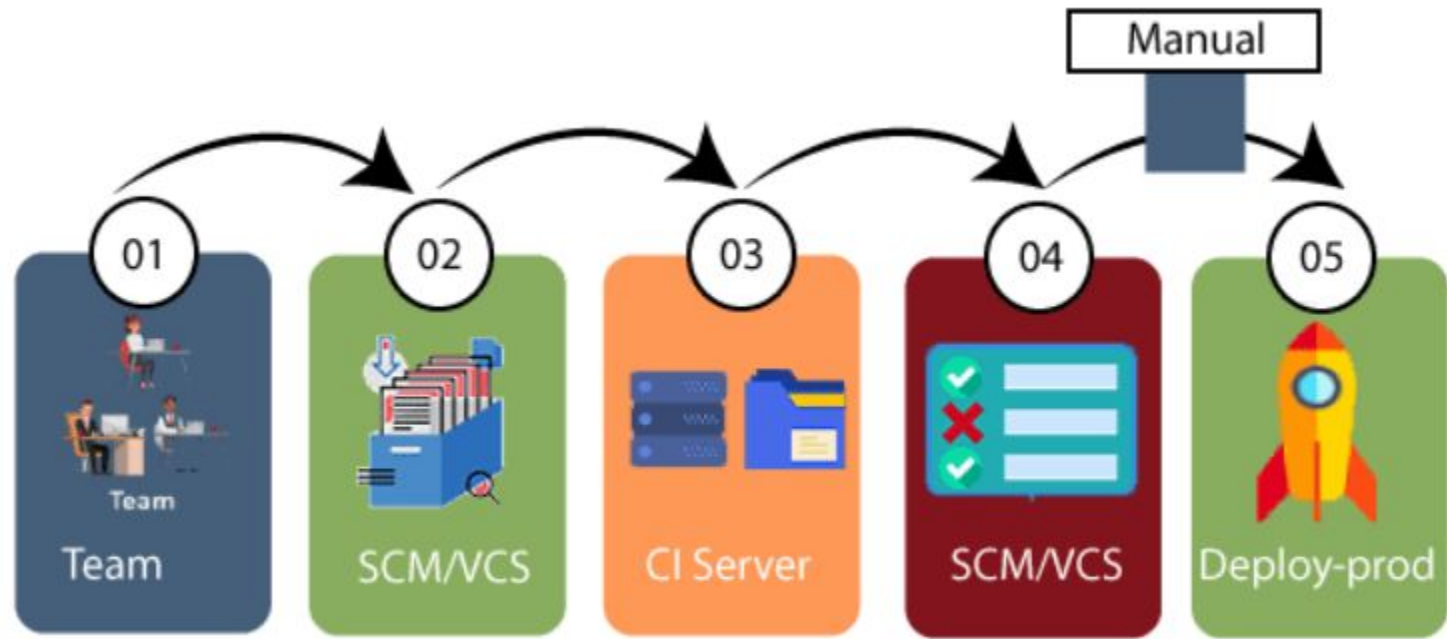 Manual
01
02
03
04
05
Team
Team
SCM/VCS
CI Server
SCM/VCS
Deploy-prod